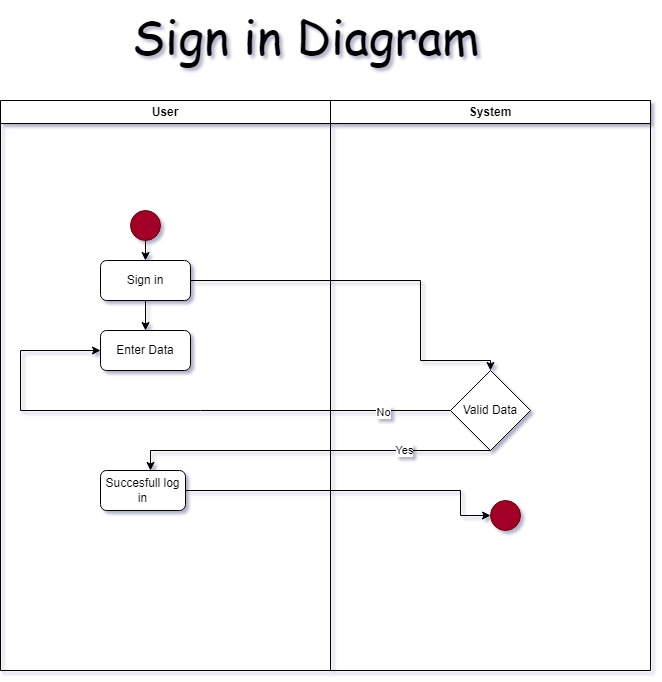 Sign in Diagram
User
System
Sign in
Enter Data
Valid Data
No
Yes
Succesfull log
in